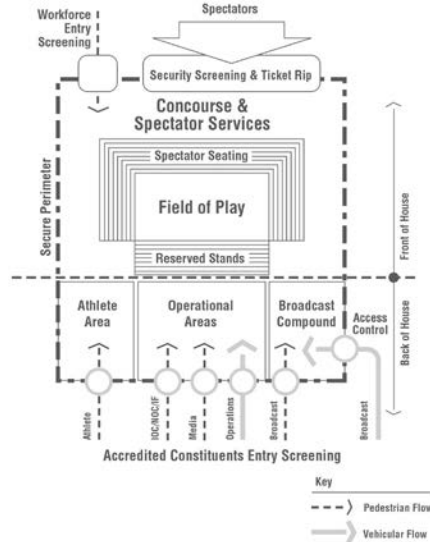 Workforce
Entry
Screening
Spectators
Security Screening & Ticket Rip
Concourse &
Spectator Services
Spectator Seating
Field of Play
Reserved Stands
Secure Perimeter
Front of House
Back of House
Athlete
Area
Operational
Areas
Broadcast
Compound
Access
Control
Athlete
IOC/NOC/IF
Media
Operations
Broadcast
Broadcast
Accredited Constituents Entry Screening
Key
Pedestrian Flow
Vehicular Flow